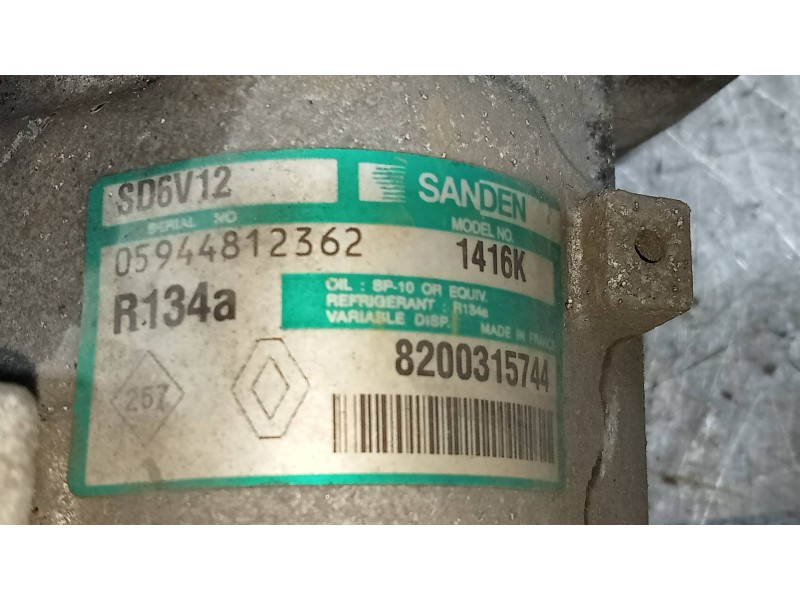 SD6V12
SANDEN
SERIAL NO
MODEL NO.
05944812362
1416K
R134a
OIL : SP-10 OR EQUIV.
REFRIGERANT : R134a
VARIABLE DISP.
MADE IN FRANCE
8200315744
257